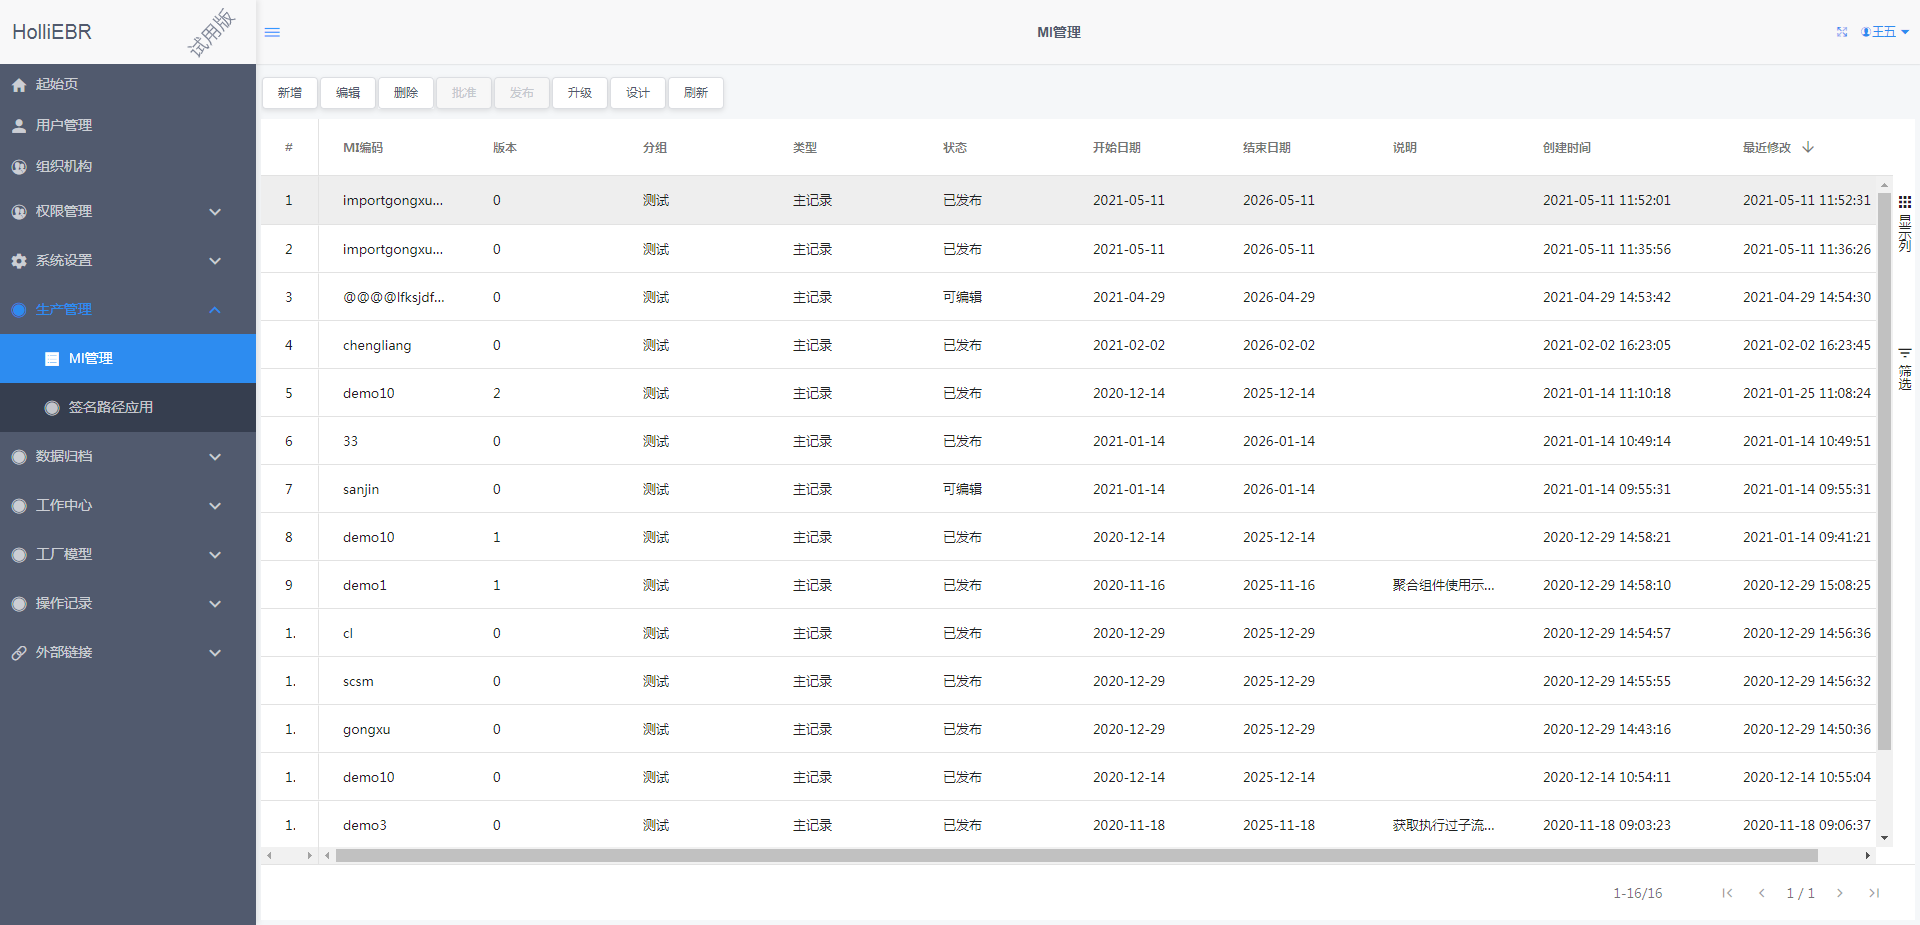 HolliEBR
试用版
MI管理
王五
起始页
用户管理
组织机构
权限管理
系统设置
生产管理
MI管理
签名路径应用
数据归档
工作中心
工厂模型
操作记录
外部链接
新增 编辑 删除 批准 发布 升级 设计 刷新
# MI编码 版本 分组 类型 状态 开始日期 结束日期 说明 创建时间 最近修改
1 importgongxu... 0 测试 主记录 已发布 2021-05-11 2026-05-11 2021-05-11 11:52:01 2021-05-11 11:52:31
2 importgongxu... 0 测试 主记录 已发布 2021-05-11 2026-05-11 2021-05-11 11:35:56 2021-05-11 11:36:26
3 @@@@lfksjdf... 0 测试 主记录 可编辑 2021-04-29 2026-04-29 2021-04-29 14:53:42 2021-04-29 14:54:30
4 chengliang 0 测试 主记录 已发布 2021-02-02 2026-02-02 2021-02-02 16:23:05 2021-02-02 16:23:45
5 demo10 2 测试 主记录 已发布 2020-12-14 2025-12-14 2021-01-14 11:10:18 2021-01-25 11:08:24
6 33 0 测试 主记录 已发布 2021-01-14 2026-01-14 2021-01-14 10:49:14 2021-01-14 10:49:51
7 sanjin 0 测试 主记录 可编辑 2021-01-14 2026-01-14 2021-01-14 09:55:31 2021-01-14 09:55:31
8 demo10 1 测试 主记录 已发布 2020-12-14 2025-12-14 2020-12-29 14:58:21 2021-01-14 09:41:21
9 demo1 1 测试 主记录 已发布 2020-11-16 2025-11-16 聚合组件使用示... 2020-12-29 14:58:10 2020-12-29 15:08:25
1. cl 0 测试 主记录 已发布 2020-12-29 2025-12-29 2020-12-29 14:54:57 2020-12-29 14:56:36
1. scsm 0 测试 主记录 已发布 2020-12-29 2025-12-29 2020-12-29 14:55:55 2020-12-29 14:56:32
1. gongxu 0 测试 主记录 已发布 2020-12-29 2025-12-29 2020-12-29 14:43:16 2020-12-29 14:50:36
1. demo10 0 测试 主记录 已发布 2020-12-14 2025-12-14 2020-12-14 10:54:11 2020-12-14 10:55:04
1. demo3 0 测试 主记录 已发布 2020-11-18 2025-11-18 获取执行过子流... 2020-11-18 09:03:23 2020-11-18 09:06:37
显示列
筛选
1-16/16 1 / 1